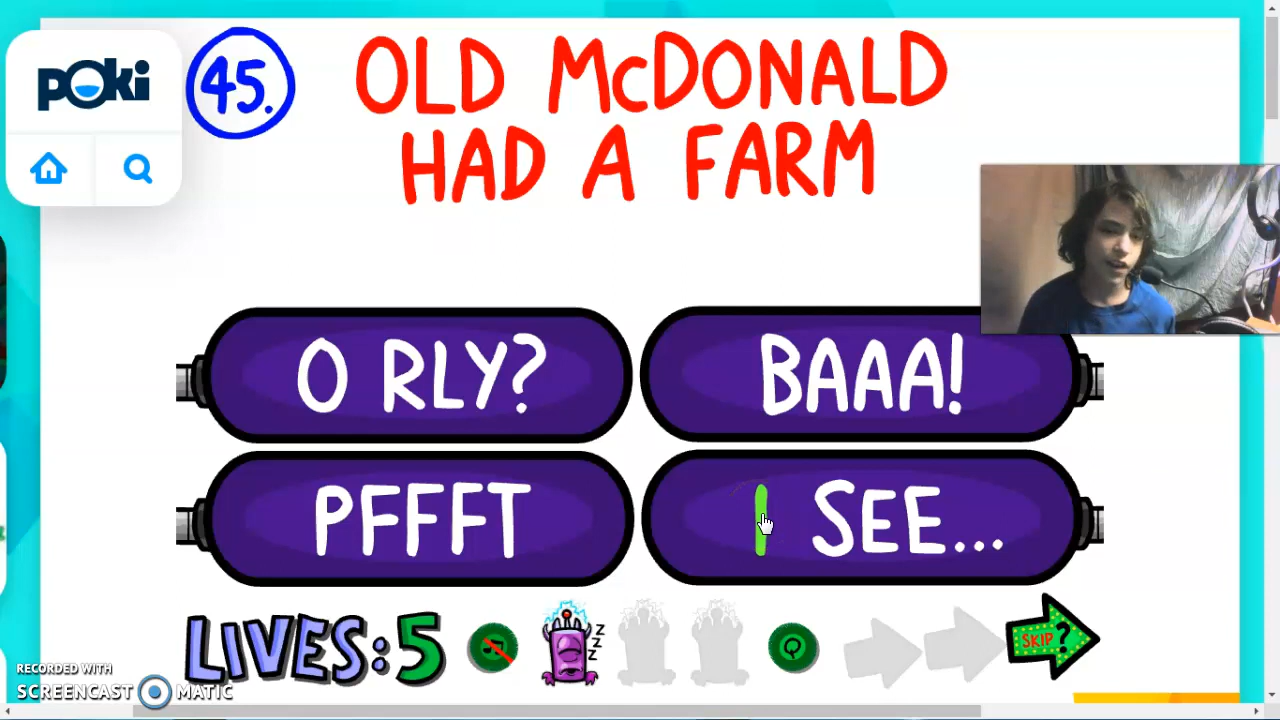 POKi
45.
OLD McDONALD
HAD A FARM
O RLY?
BAAA!
PFFFT
I SEE...
LIVES:5
z
z
z
SKIP?
RECORDED WITH
SCREENCAST MATIC